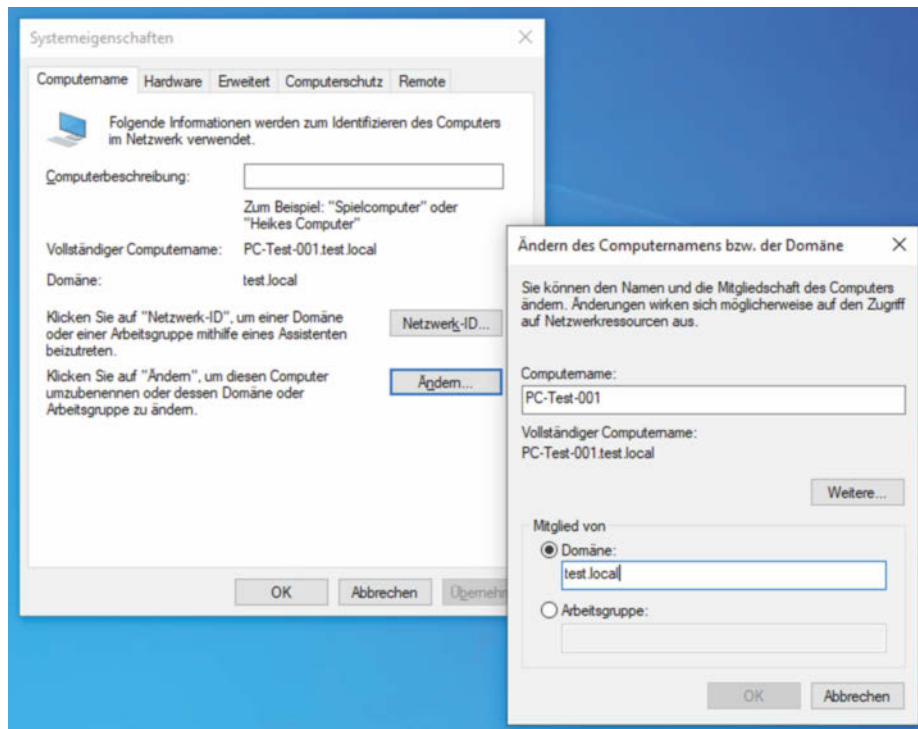 Systemeigenschaften
Computername Hardware Erweitert Computerschutz Remote
Folgende Informationen werden zum Identifizieren des Computers
im Netzwerk verwendet.
Computerbeschreibung:
Zum Beispiel: "Spielcomputer" oder
"Heikes Computer"
Vollständiger Computername: PC-Test-001.test.local
Domäne: test.local
Klicken Sie auf "Netzwerk-ID", um einer Domäne
oder einer Arbeitsgruppe mithilfe eines Assistenten
beizutreten.
Netzwerk-ID...
Klicken Sie auf "Ändern", um diesen Computer
umzubenennen oder dessen Domäne oder
Arbeitsgruppe zu ändern.
Ändern...
OK Abbrechen Übernehm
Ändern des Computernamens bzw. der Domäne
Sie können den Namen und die Mitgliedschaft des Computers
ändern. Änderungen wirken sich möglicherweise auf den Zugriff
auf Netzwerkressourcen aus.
Computername:
PC-Test-001
Vollständiger Computername:
PC-Test-001.test.local
Weitere...
Mitglied von
Domäne:
test.local
Arbeitsgruppe:
OK Abbrechen